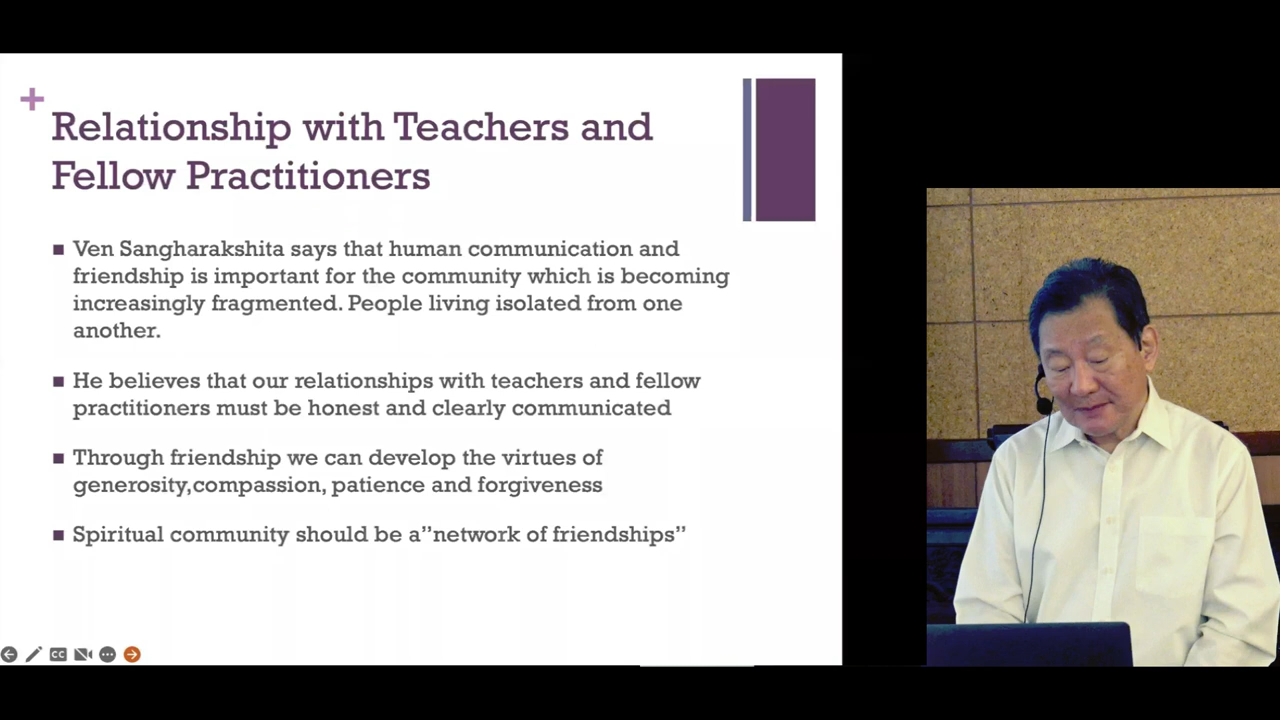 Relationship with Teachers and
Fellow Practitioners
Ven Sangharakshita says that human communication and
friendship is important for the community which is becoming
increasingly fragmented. People living isolated from one
another.
He believes that our relationships with teachers and fellow
practitioners must be honest and clearly communicated
Through friendship we can develop the virtues of
generosity,compassion, patience and forgiveness
Spiritual community should be a”network of friendships”
CC